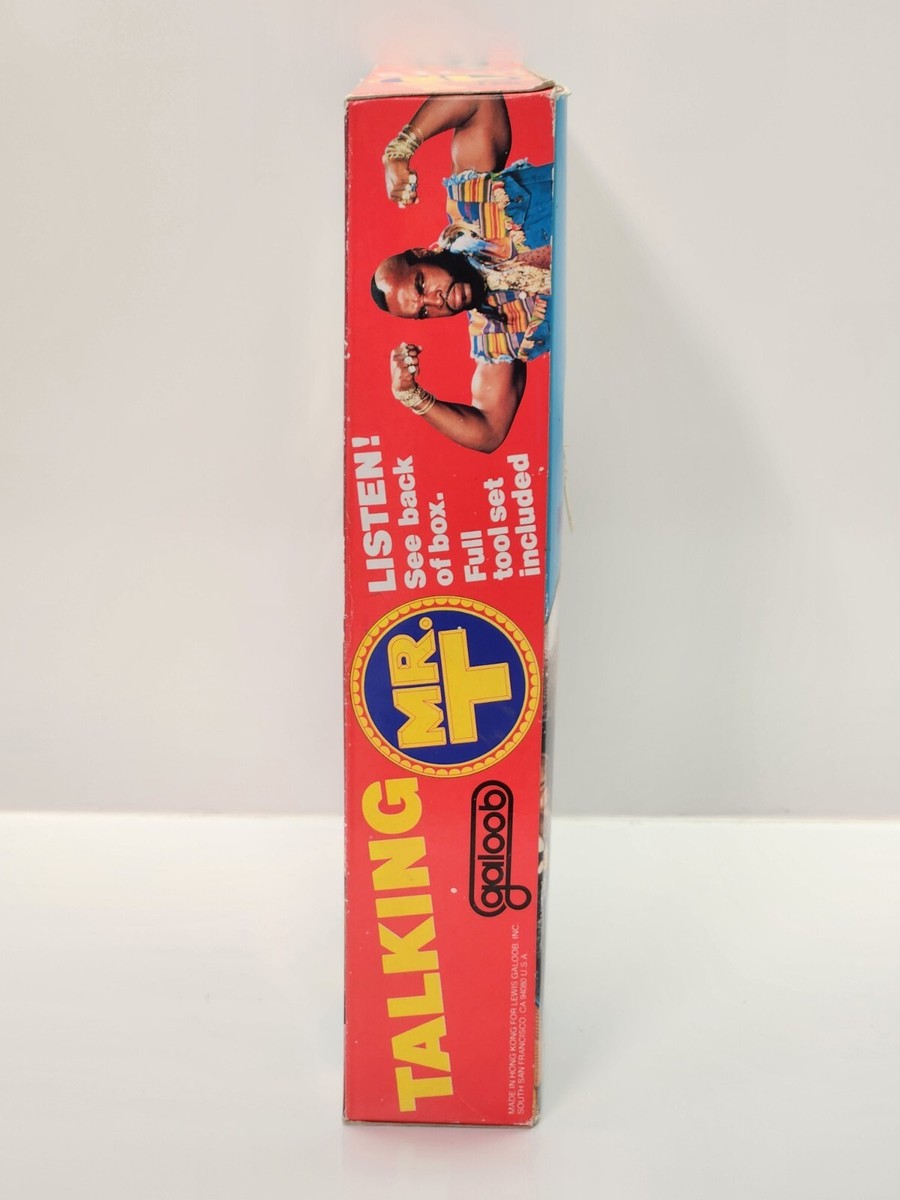 TALKING
MR.
T
LISTEN!
See back
of box.
Full
tool set
included
galoob
MADE IN HONG KONG FOR LEWIS GALOOB, INC
SOUTH SAN FRANCISCO, CA 94080 U.S.A